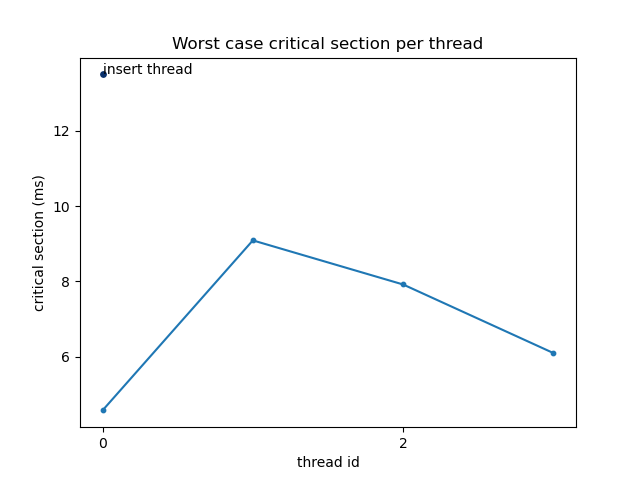 Worst case critical section per thread
insert thread
12
10
8
6
critical section (ms)
0
2
thread id